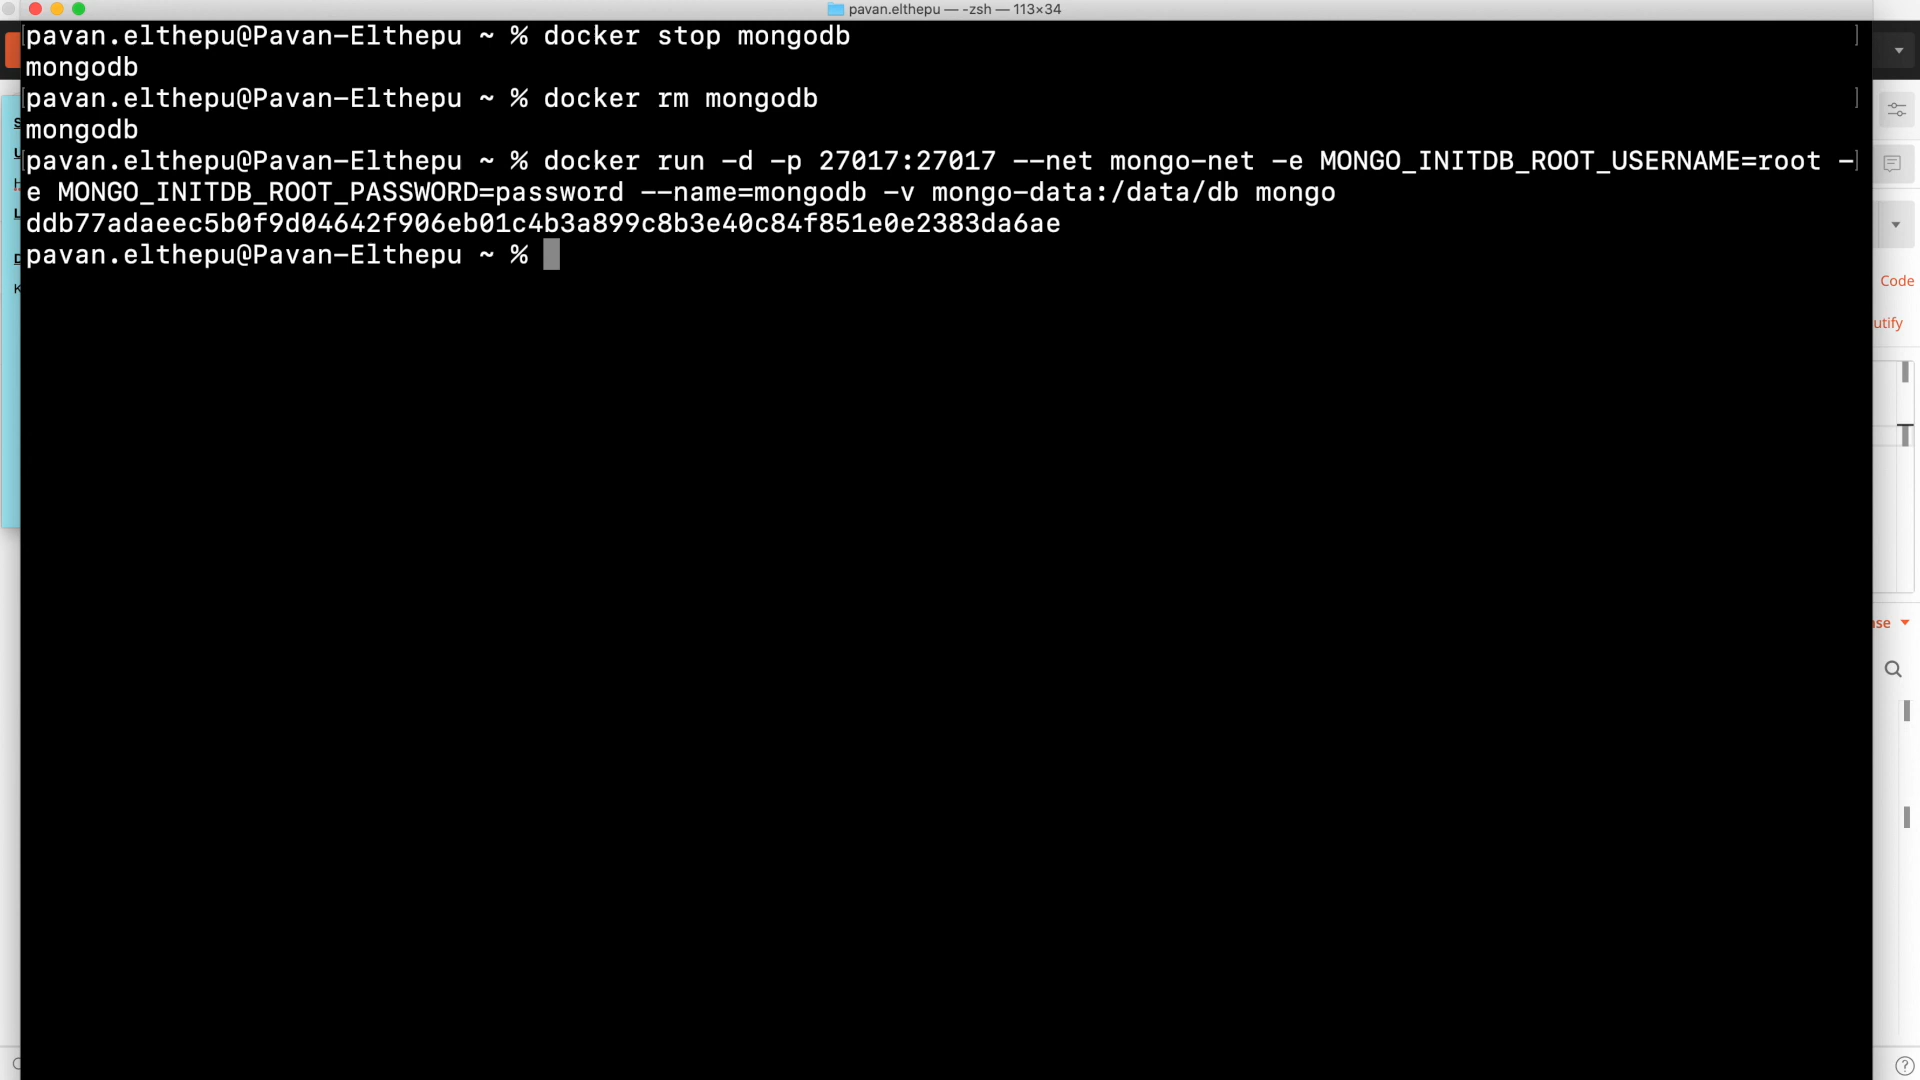 pavan.elthepu — -zsh — 113×34
pavan.elthepu@Pavan-Elthepu ~ % docker stop mongodb
mongodb
pavan.elthepu@Pavan-Elthepu ~ % docker rm mongodb
mongodb
pavan.elthepu@Pavan-Elthepu ~ % docker run -d -p 27017:27017 --net mongo-net -e MONGO_INITDB_ROOT_USERNAME=root -
e MONGO_INITDB_ROOT_PASSWORD=password --name=mongodb -v mongo-data:/data/db mongo
ddb77adaeec5b0f9d04642f906eb01c4b3a899c8b3e40c84f851e0e2383da6ae
pavan.elthepu@Pavan-Elthepu ~ %
Code